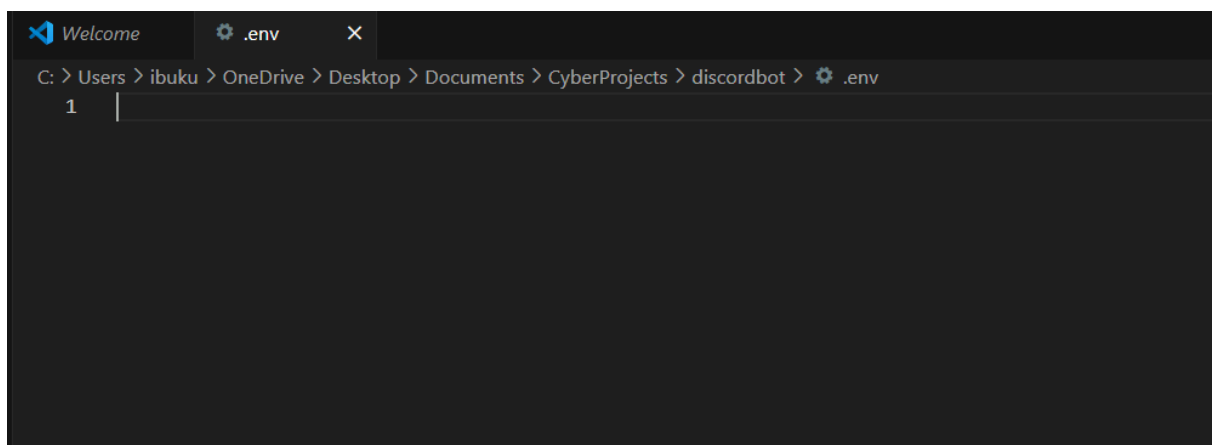 Welcome .env
C: > Users > ibuku > OneDrive > Desktop > Documents > CyberProjects > discordbot > .env
1